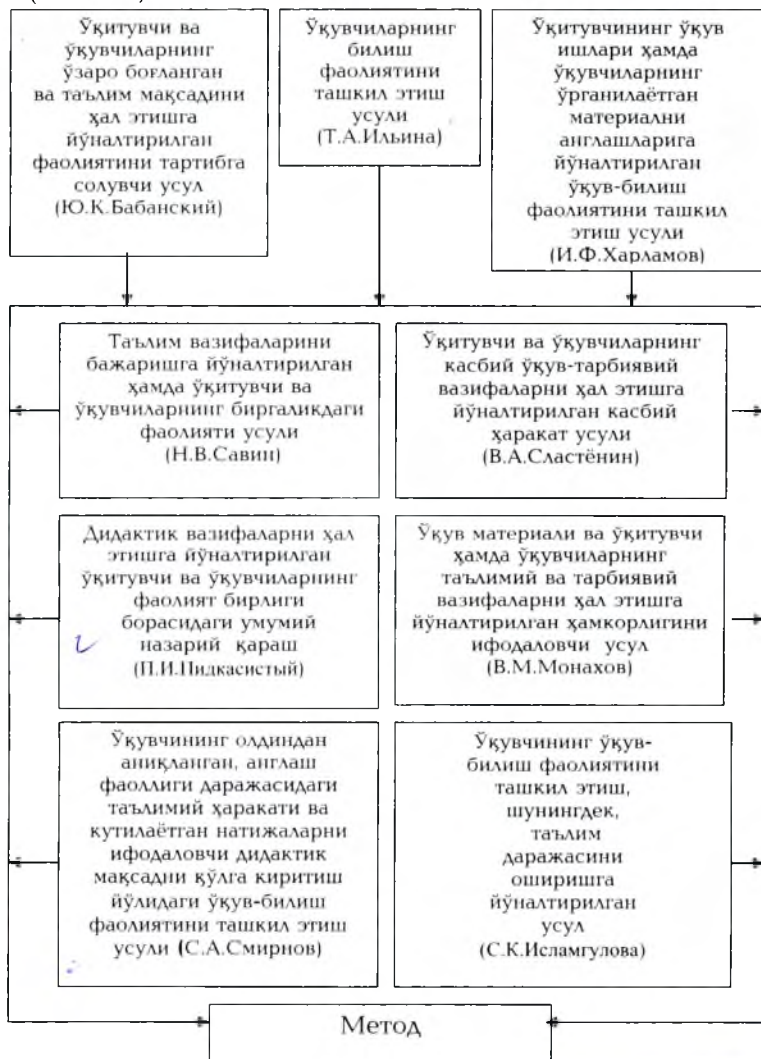 Ўқитувчи ва
ўқувчиларнинг
ўзаро боғланган
ва таълим мақсадини
ҳал этишга
йўналтирилган
фаолиятини тартибга
солувчи усул
(Ю.К.Бабанский)
Ўқувчиларнинг
билиш
фаолиятини
ташкил этиш
усули
(Т.А.Ильина)
Ўқитувчининг ўқув
ишлари ҳамда
ўқувчиларнинг
ўрганилаётган
материални
англашларига
йўналтирилган
ўқув-билиш
фаолиятини ташкил
этиш усули
(И.Ф.Харламов)
Таълим вазифаларини
бажаришга йўналтирилган
ҳамда ўқитувчи ва
ўқувчиларнинг биргаликдаги
фаолияти усули
(Н.В.Савин)
Ўқитувчи ва ўқувчиларнинг
касбий ўқув-тарбиявий
вазифаларни ҳал этишга
йўналтирилган касбий
ҳаракат усули
(В.А.Сластёнин)
Дидактик вазифаларни ҳал
этишга йўналтирилган
ўқитувчи ва ўқувчиларнинг
фаолият бирлиги
борасидаги умумий
назарий қараш
(П.И.Пидкасистый)
Ўқув материали ва ўқитувчи
ҳамда ўқувчиларнинг
таълимий ва тарбиявий
вазифаларни ҳал этишга
йўналтирилган ҳамкорлигини
ифодаловчи усул
(В.М.Монахов)
Ўқувчининг олдиндан
аниқланган, англаш
фаоллиги даражасидаги
таълимий ҳаракати ва
кутилаётган натижаларни
ифодаловчи дидактик
мақсадни қўлга киритиш
йўлидаги ўқув-билиш
фаолиятини ташкил этиш
усули (С.А.Смирнов)
Ўқувчининг ўқув-
билиш фаолиятини
ташкил этиш,
шунингдек,
таълим
даражасини
оширишга
йўналтирилган
усул
(С.К.Исламгулова)
Метод